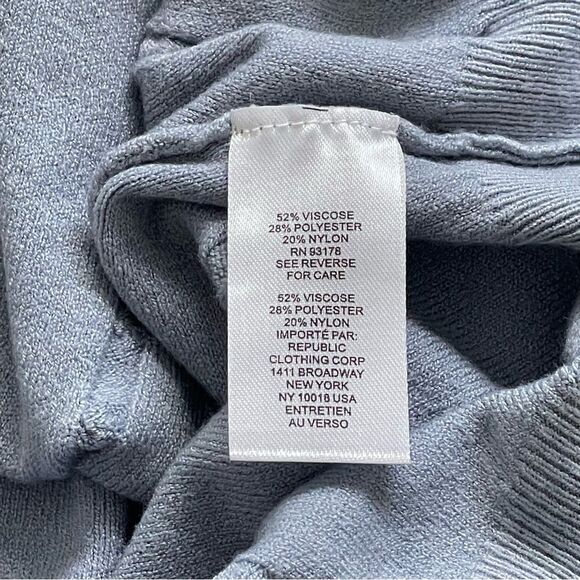 52% VISCOSE
28% POLYESTER
20% NYLON
RN 93178
SEE REVERSE
FOR CARE
52% VISCOSE
28% POLYESTER
20% NYLON
IMPORTÉ PAR:
REPUBLIC
CLOTHING CORP
1411 BROADWAY
NEW YORK
NY 10018 USA
ENTRETIEN
AU VERSO